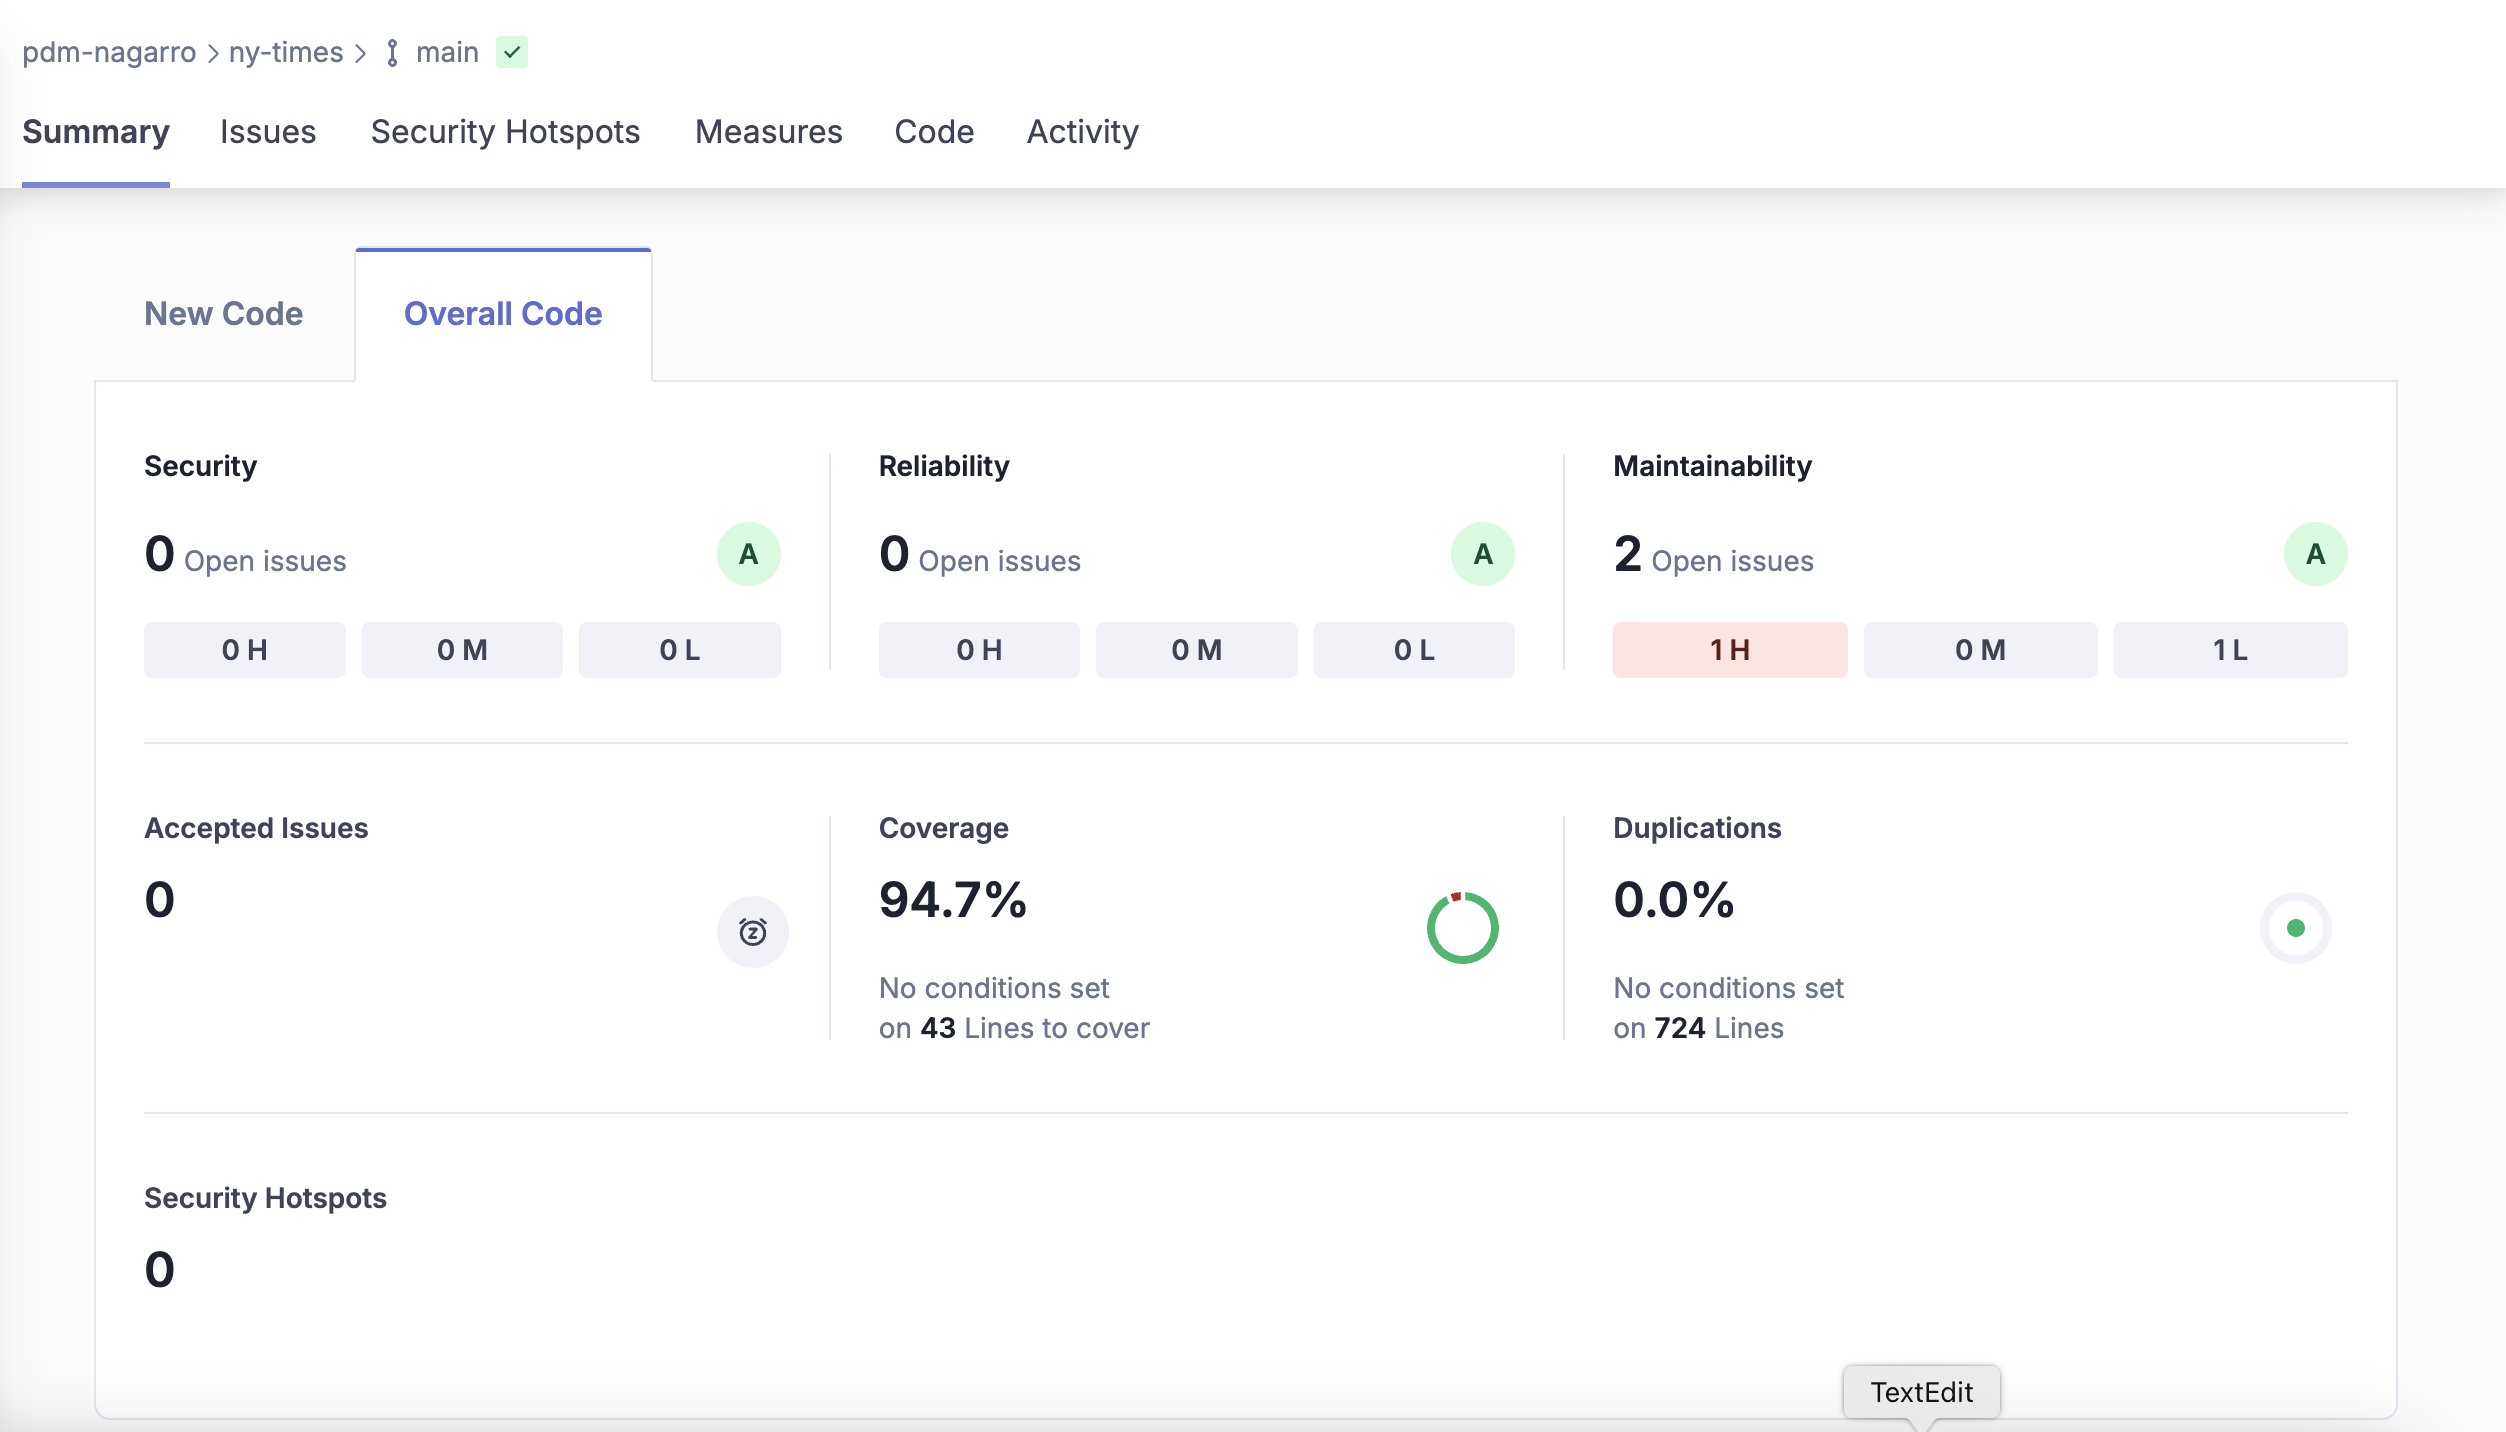 pdm-nagarro > ny-times > main
Summary Issues Security Hotspots Measures Code Activity
New Code Overall Code
Security
0 Open issues
A
0 H 0 M 0 L
Reliability
0 Open issues
A
0 H 0 M 0 L
Maintainability
2 Open issues
A
1 H 0 M 1 L
Accepted Issues
0
Coverage
94.7%
No conditions set
on 43 Lines to cover
Duplications
0.0%
No conditions set
on 724 Lines
Security Hotspots
0
TextEdit